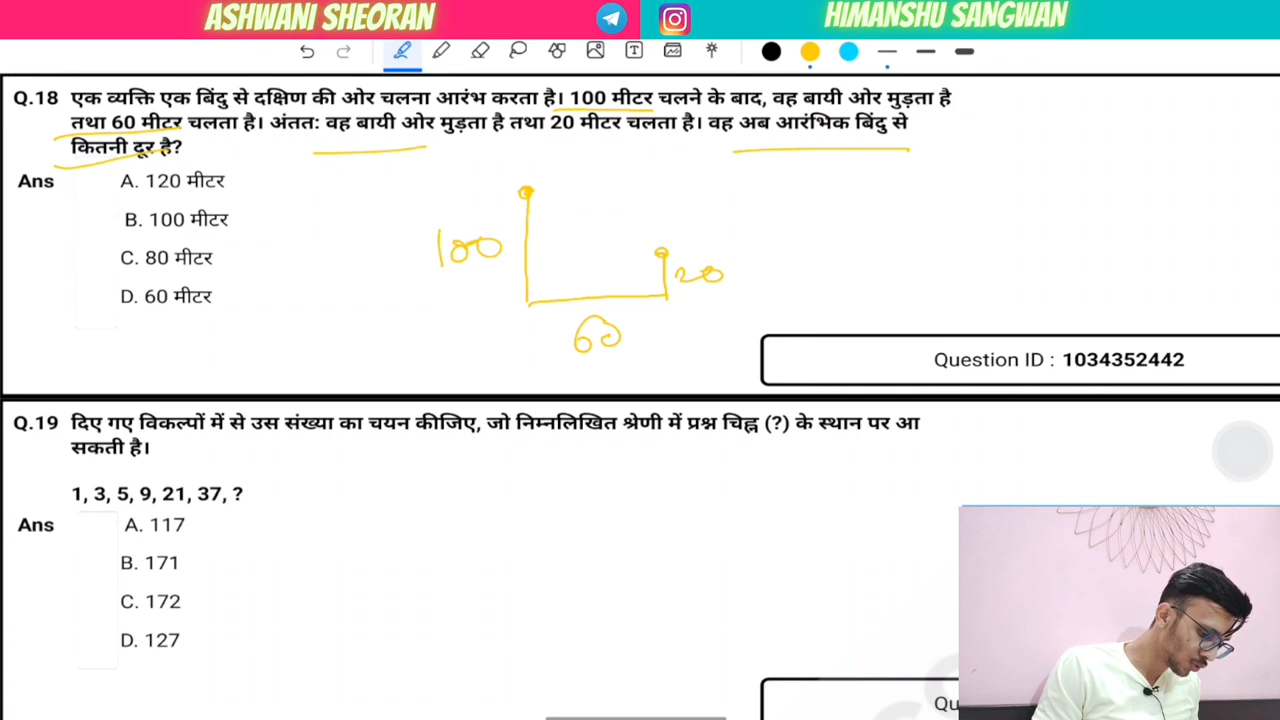 ASHWANI SHEORAN
HIMANSHU SANGWAN
Q.18 एक व्यक्ति एक बिंदु से दक्षिण की ओर चलना आरंभ करता है। 100 मीटर चलने के बाद, वह बायी ओर मुड़ता है
तथा 60 मीटर चलता है। अंतत: वह बायी ओर मुड़ता है तथा 20 मीटर चलता है। वह अब आरंभिक बिंदु से
कितनी दूर है?
Ans A. 120 मीटर
B. 100 मीटर
C. 80 मीटर
D. 60 मीटर
100
20
60
Question ID : 1034352442
Q.19 दिए गए विकल्पों में से उस संख्या का चयन कीजिए, जो निम्नलिखित श्रेणी में प्रश्न चिह्न (?) के स्थान पर आ
सकती है।
1, 3, 5, 9, 21, 37, ?
Ans A. 117
B. 171
C. 172
D. 127
Qu